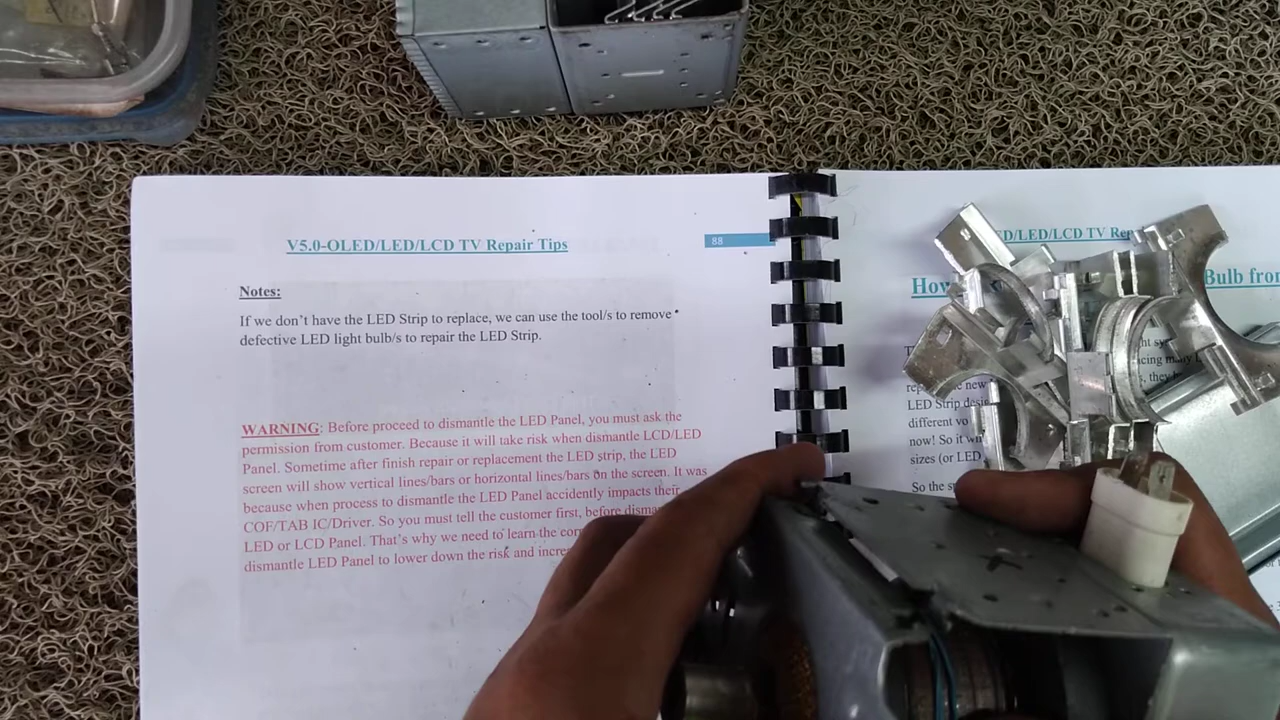 V5.0-OLED/LED/LCD TV Repair Tips
88
Notes:
If we don't have the LED Strip to replace, we can use the tool/s to remove
defective LED light bulb/s to repair the LED Strip.
WARNING: Before proceed to dismantle the LED Panel, you must ask the
permission from customer. Because it will take risk when dismantle LCD/LED
Panel. Sometime after finish repair or replacement the LED strip, the LED
screen will show vertical lines/bars or horizontal lines/bars on the screen. It was
because when process to dismantle the LED Panel accidently impacts their
COF/TAB IC/Driver. So you must tell the customer first, before
LED or LCD Panel. That's why we need to learn the
dismantle LED Panel to lower down the risk and
ED/LED/LCD TV
Bulb
new
LED Strip
different
now! So it
sizes (or LED
So the